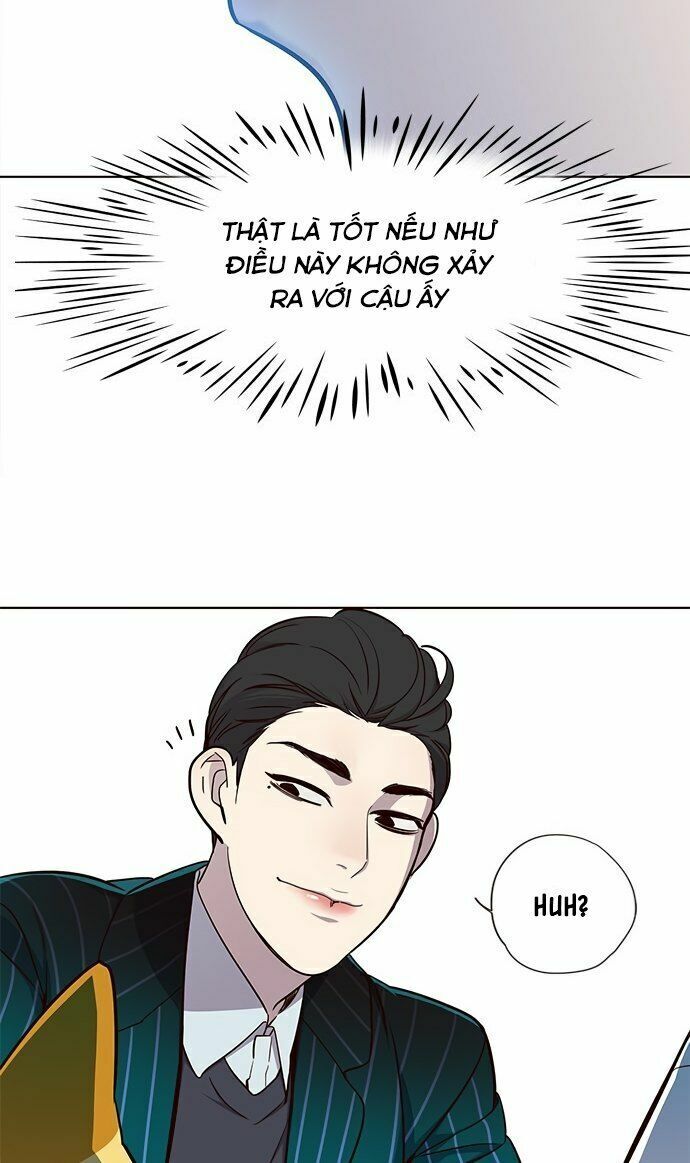 THẬT LÀ TỐT NẾU NHƯ
ĐIỀU NÀY KHÔNG XẢY
RA VỚI CẬU ẤY
HUH?